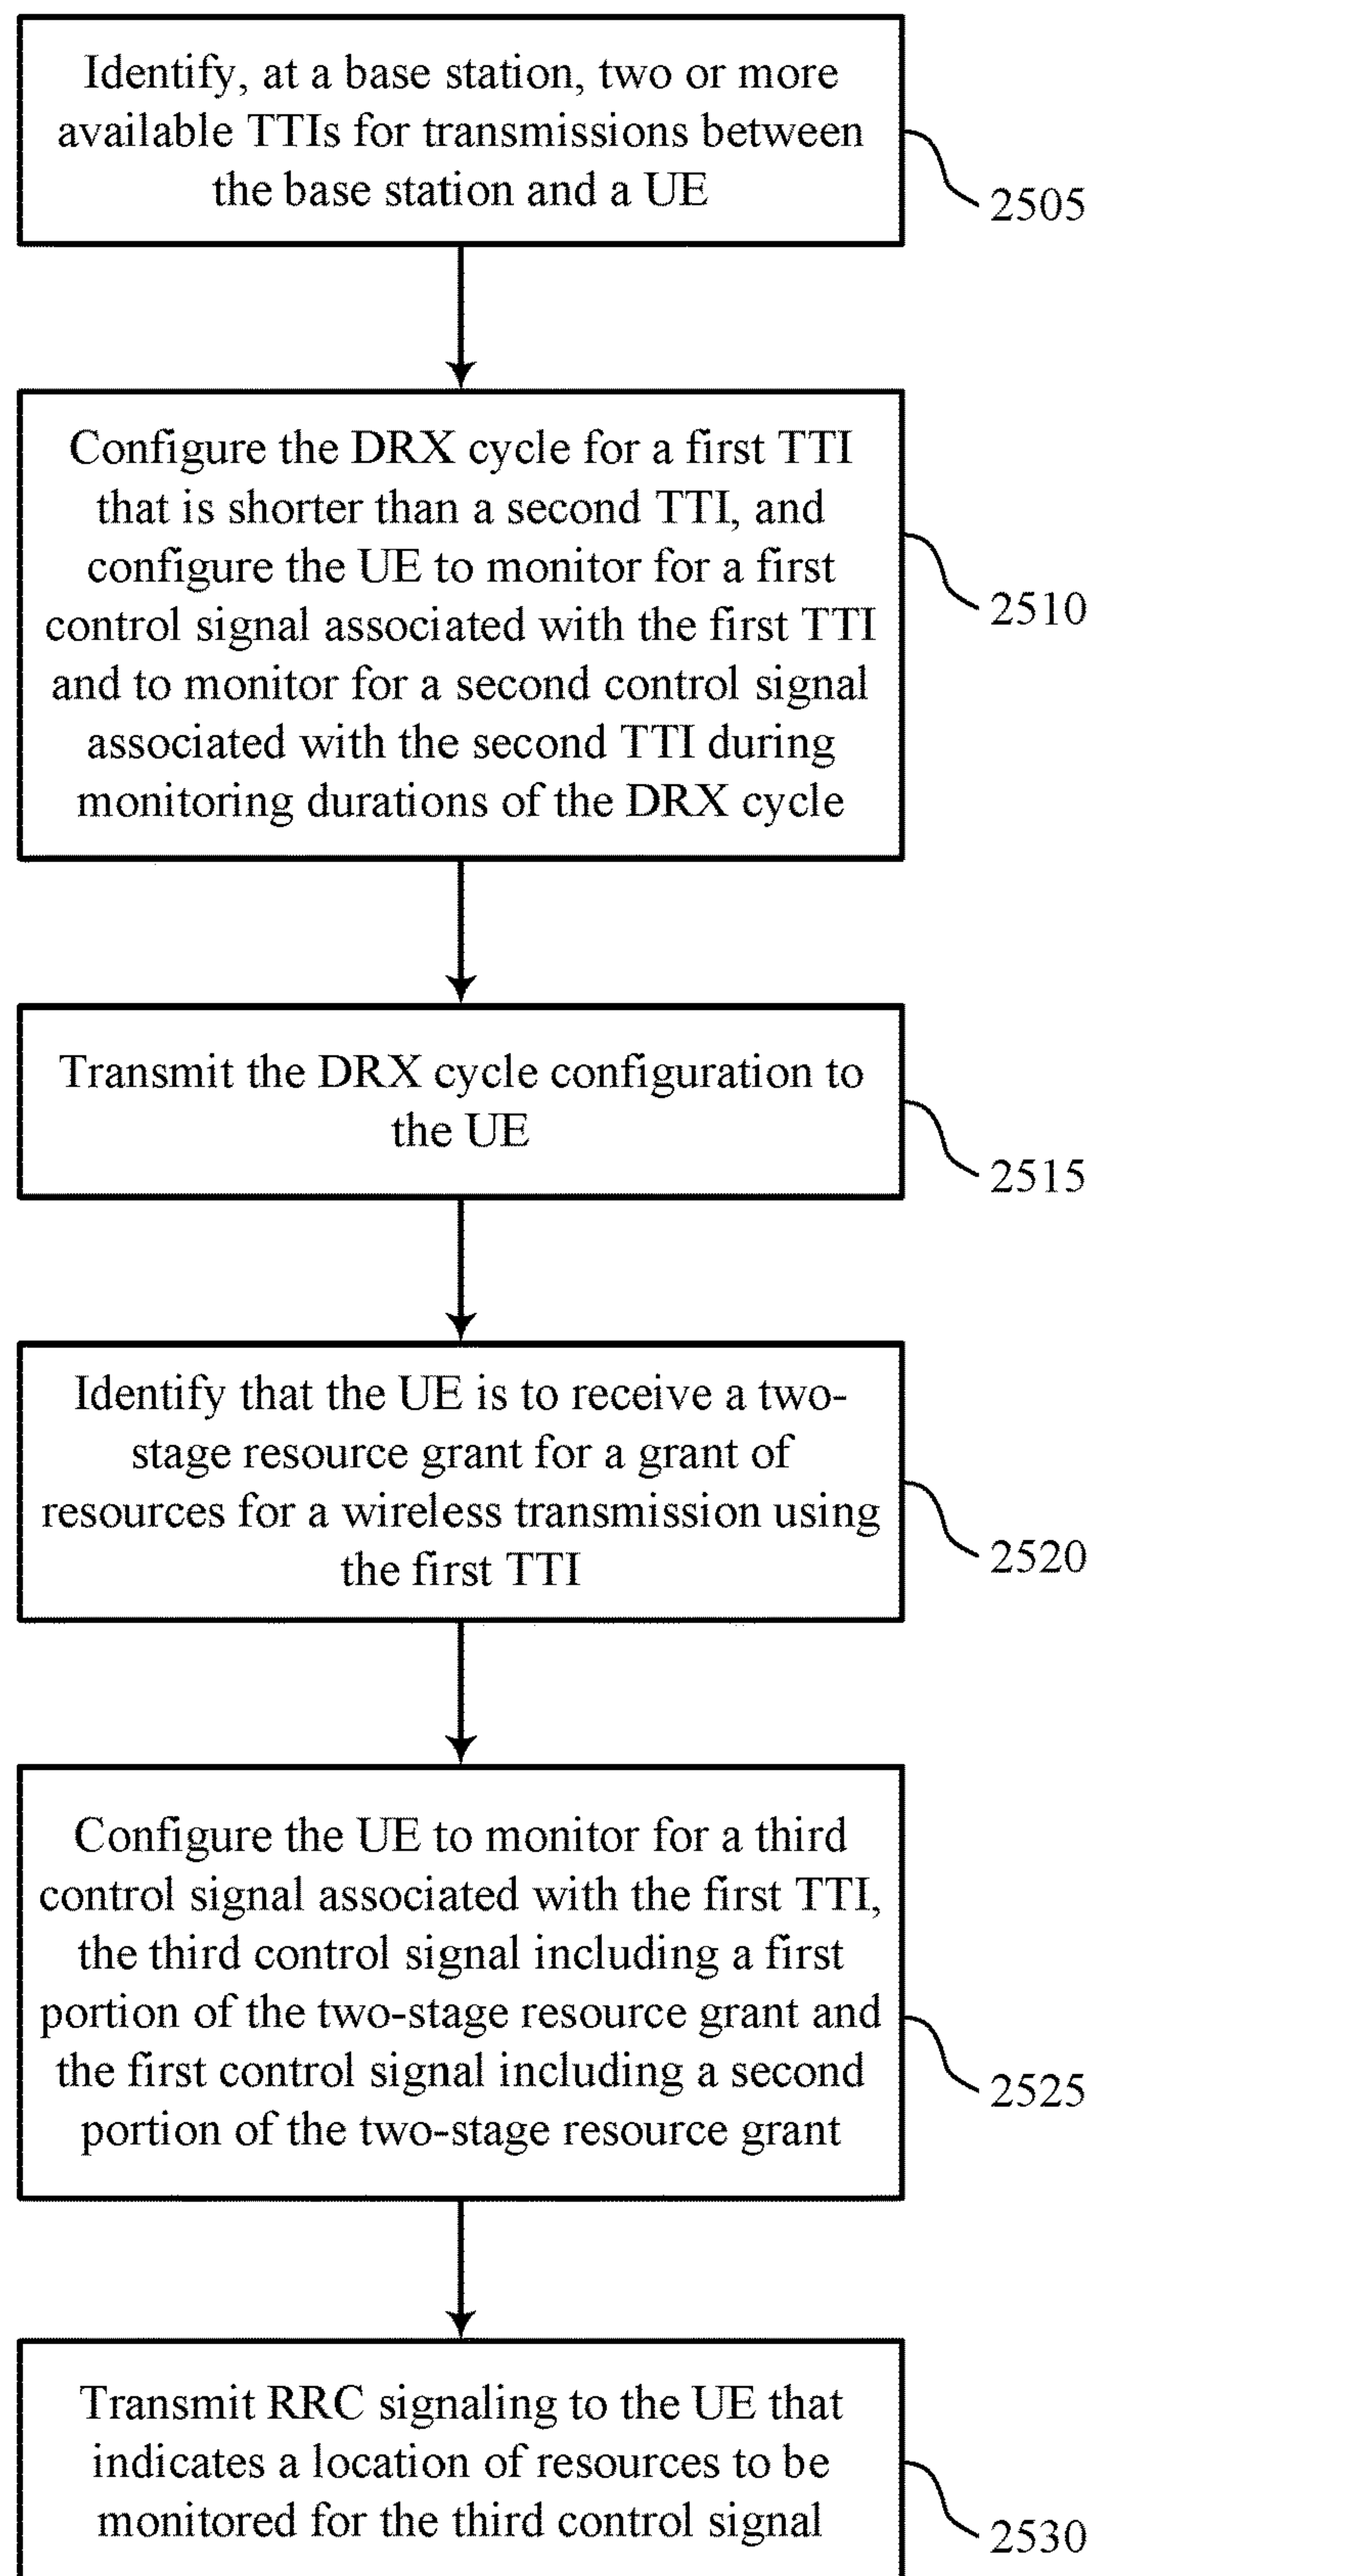 Identify, at a base station, two or more
available TTIs for transmissions between
the base station and a UE
2505
Configure the DRX cycle for a first TTI
that is shorter than a second TTI, and
configure the UE to monitor for a first
control signal associated with the first TTI
and to monitor for a second control signal
associated with the second TTI during
monitoring durations of the DRX cycle
2510
Transmit the DRX cycle configuration to
the UE
2515
Identify that the UE is to receive a two-
stage resource grant for a grant of
resources for a wireless transmission using
the first TTI
2520
Configure the UE to monitor for a third
control signal associated with the first TTI,
the third control signal including a first
portion of the two-stage resource grant and
the first control signal including a second
portion of the two-stage resource grant
2525
Transmit RRC signaling to the UE that
indicates a location of resources to be
monitored for the third control signal
2530